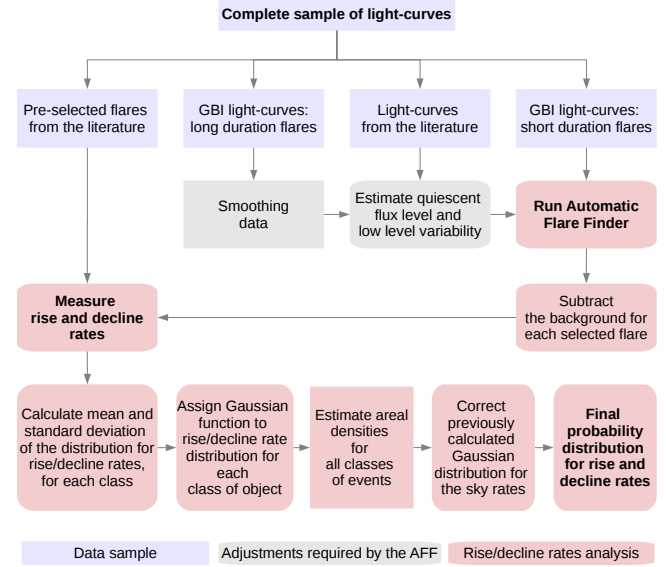 Complete sample of light-curves
Pre-selected flares
from the literature
GBI light-curves:
long duration flares
Light-curves
from the literature
GBI light-curves:
short duration flares
Smoothing
data
Estimate quiescent
flux level and
low level variability
Run Automatic
Flare Finder
Measure
rise and decline
rates
Subtract
the background for
each selected flare
Calculate mean and
standard deviation
of the distribution for
rise/decline rates,
for each class
Assign Gaussian
function to
rise/decline rate
distribution for
each
class of object
Estimate areal
densities
for
all classes
of events
Correct
previously
calculated
Gaussian
distribution for
the sky rates
Final
probability
distribution
for rise and
decline rates
Data sample
Adjustments required by the AFF
Rise/decline rates analysis